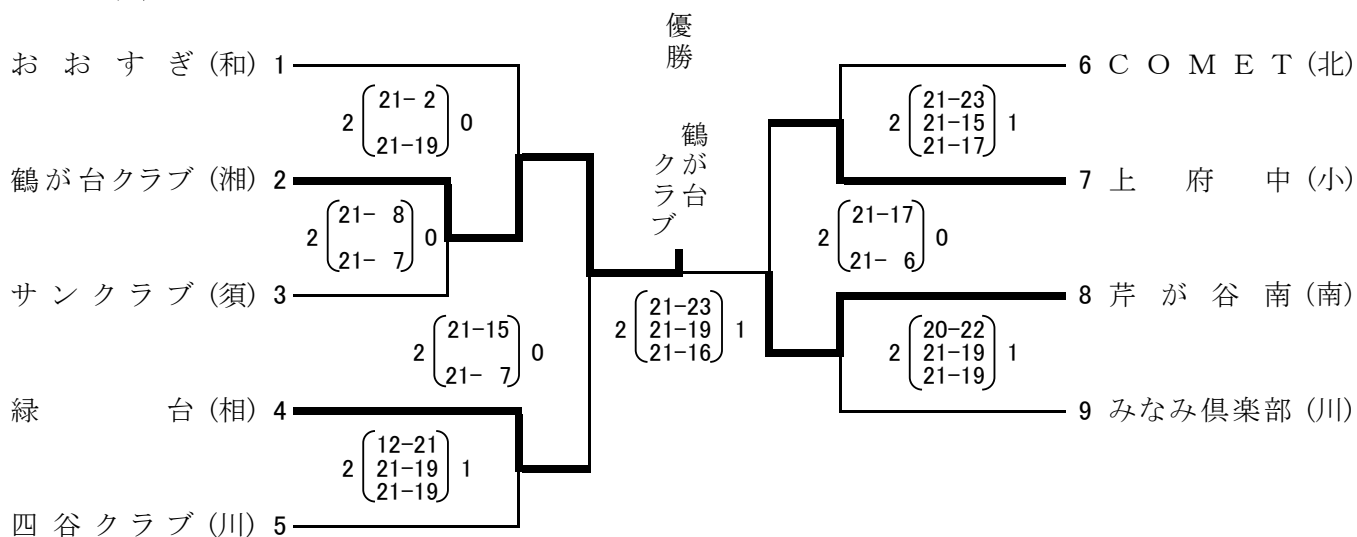 優勝
鶴が台
クラブ
おおすぎ (和) 1
2 21- 2 0
21-19
鶴が台クラブ (湘) 2
2 21- 8 0
21- 7
サンクラブ (須) 3
2 21-15 0
21- 7
緑台 (相) 4
2 12-21 1
21-19
21-19
四谷クラブ (川) 5
2 21-23 1
21-19
21-16
6 COMET (北)
2 21-23 1
21-15
21-17
7 上府中 (小)
2 21-17 0
21- 6
8 芹が谷南 (南)
2 20-22 1
21-19
21-19
9 みなみ倶楽部 (川)